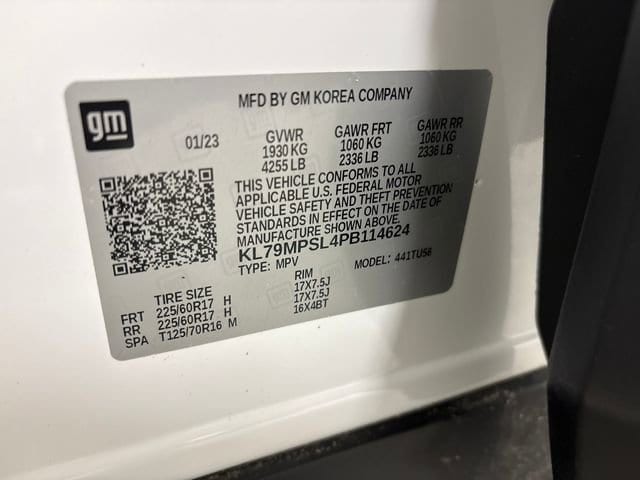 gm
MFD BY GM KOREA COMPANY
01/23
GVWR GAWR FRT GAWR RR
1930 KG 1060 KG 1060 KG
4255 LB 2336 LB 2336 LB
THIS VEHICLE CONFORMS TO ALL
APPLICABLE U.S. FEDERAL MOTOR
VEHICLE SAFETY AND THEFT PREVENTION
STANDARDS IN EFFECT ON THE DATE OF
MANUFACTURE SHOWN ABOVE.
KL79MPSL4PB114624
TYPE: MPV MODEL: 441TU56
TIRE SIZE RIM
FRT 225/60R17 H 17X7.5J
RR 225/60R17 H 17X7.5J
SPA T125/70R16 M 16X4BT